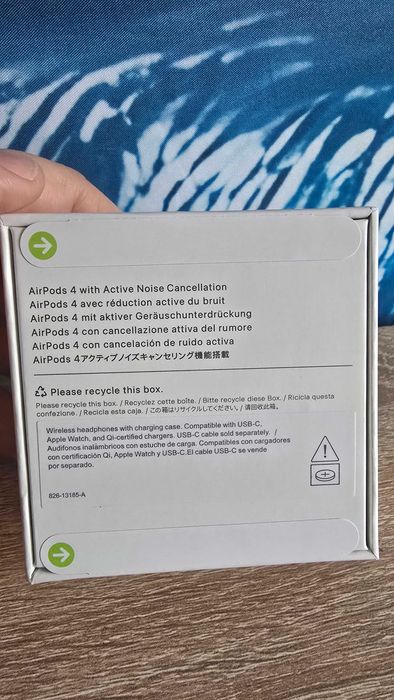 AirPods 4 with Active Noise Cancellation
AirPods 4 avec réduction active du bruit
AirPods 4 mit aktiver Geräuschunterdrückung
AirPods 4 con cancellazione attiva del rumore
AirPods 4 con cancelación de ruido activa
AirPods 4アクティブノイズキャンセリング機能搭載
Please recycle this box.
Please recycle this box. / Recyclez cette boîte. / Bitte recycle diese Box. / Ricicla questa
confezione. / Recicla esta caja. / この箱はリサイクルしてください。/ 请回收此箱。
Wireless headphones with charging case. Compatible with USB-C,
Apple Watch, and Qi-certified chargers. USB-C cable sold separately. /
Audífonos inalámbricos con estuche de carga. Compatibles con cargadores
con certificación Qi, Apple Watch y USB-C.El cable USB-C se vende
por separado.
826-13185-A